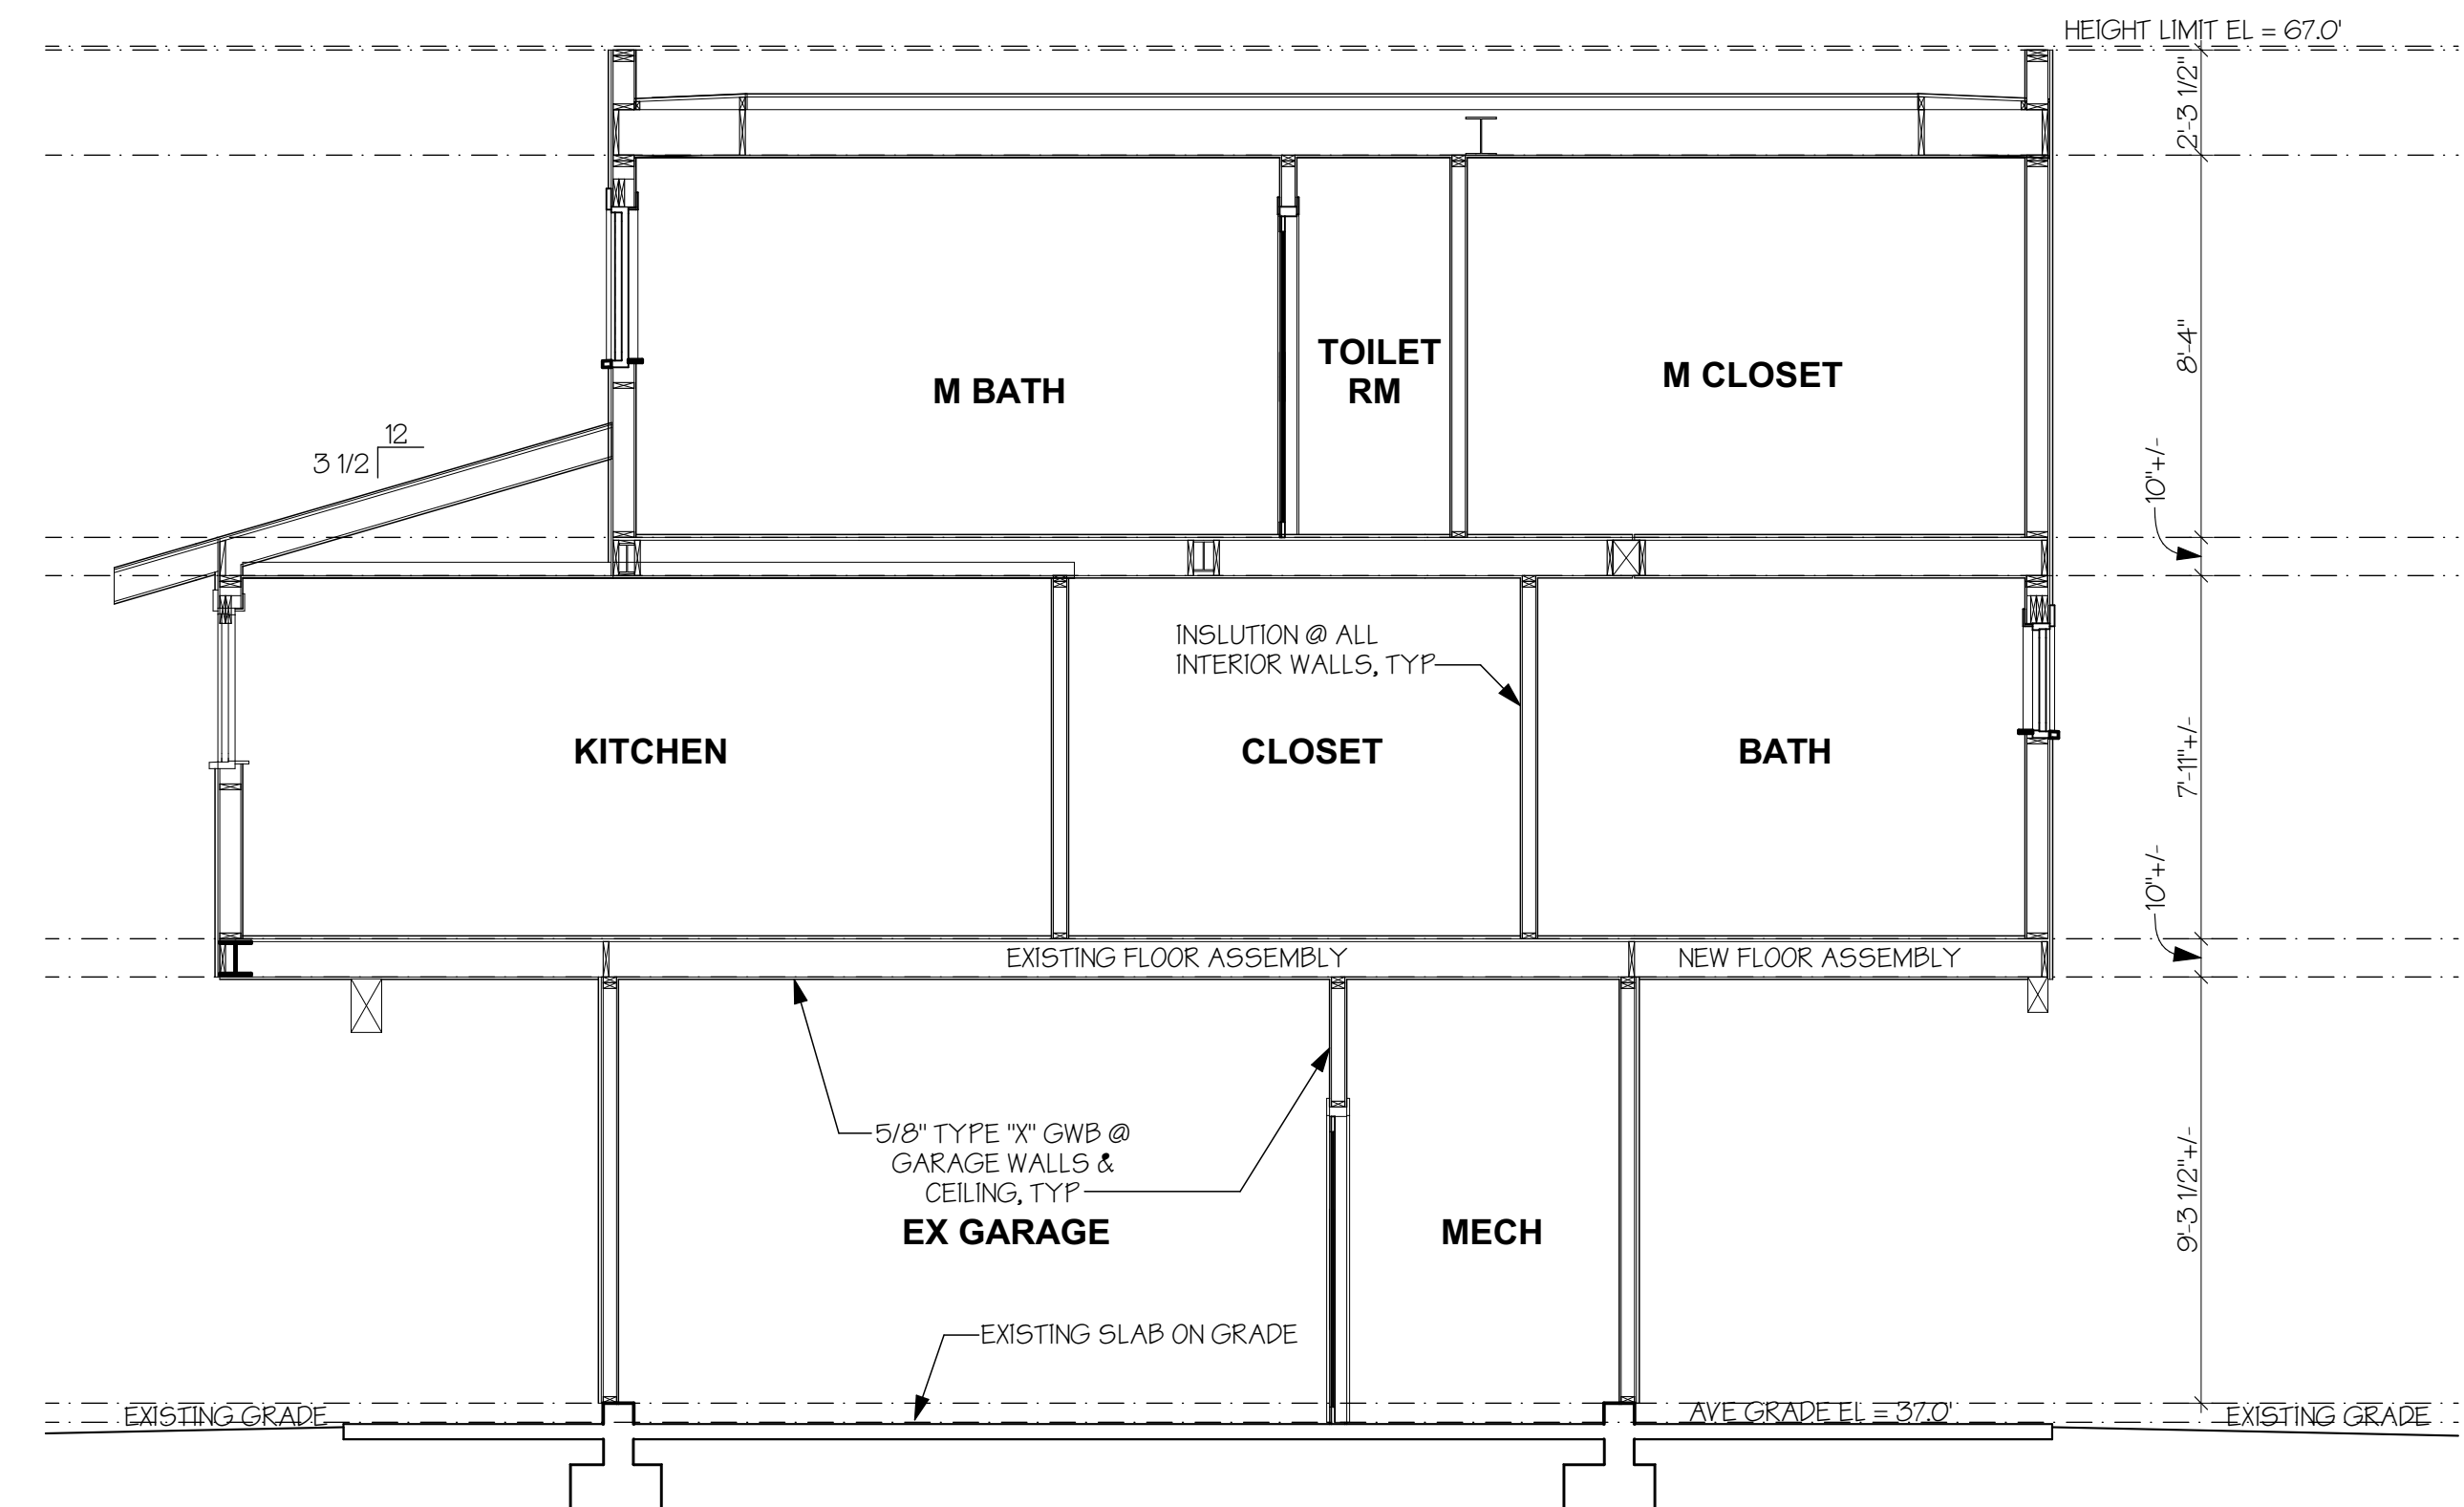 HEIGHT LIMIT EL = 67.0'
2'-3 1/2"
8'-4"
10"+/-
7'-11"+/-
10"+/-
9'-3 1/2"+/-
12
3 1/2
M BATH
TOILET
RM
M CLOSET
INSLUTION @ ALL
INTERIOR WALLS, TYP
KITCHEN
CLOSET
BATH
EXISTING FLOOR ASSEMBLY
NEW FLOOR ASSEMBLY
5/8" TYPE "X" GWB @
GARAGE WALLS &
CEILING, TYP
EX GARAGE
MECH
EXISTING SLAB ON GRADE
EXISTING GRADE
AVE GRADE EL = 37.0'
EXISTING GRADE